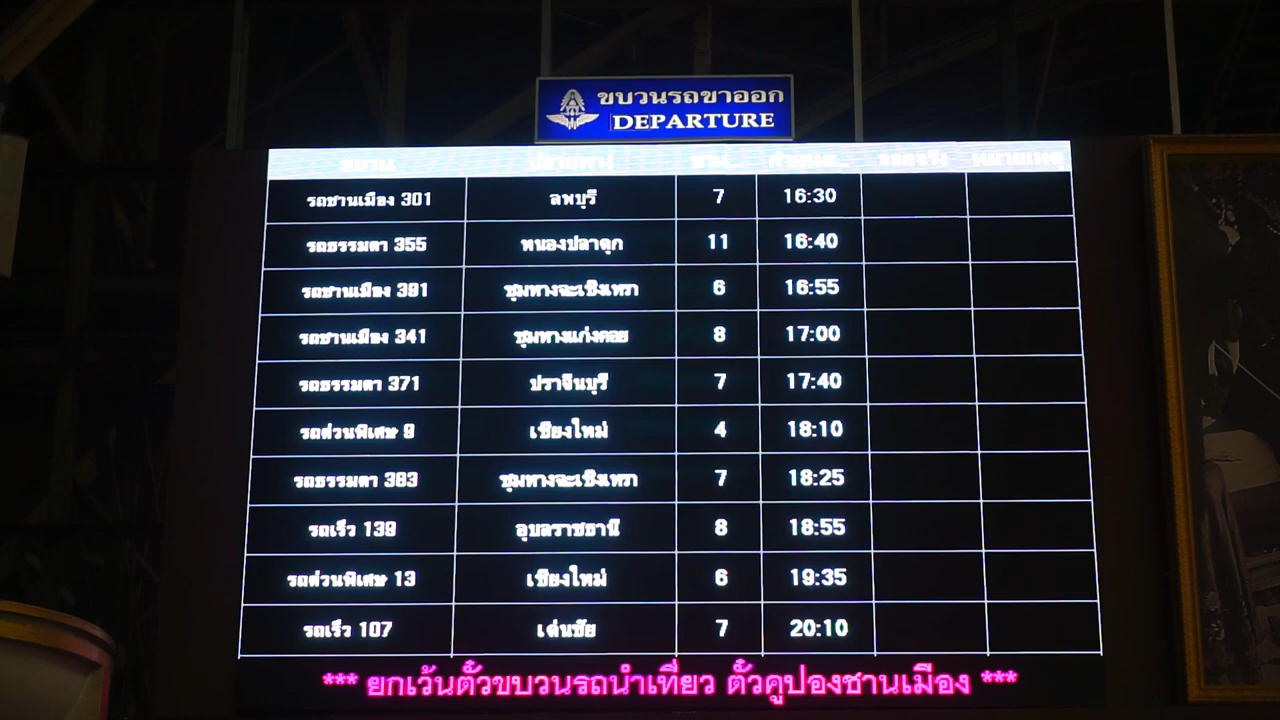 ขบวนรถขาออก
DEPARTURE
ขบวน ปลายทาง
รถชานเมือง 301 ลพบุรี 7 16:30
รถธรรมดา 355 หนองปลาดุก 11 16:40
รถชานเมือง 391 ชุมทางฉะเชิงเทรา 6 16:55
รถชานเมือง 341 ชุมทางแก่งคอย 8 17:00
รถธรรมดา 371 ปราจีนบุรี 7 17:40
รถด่วนพิเศษ 9 เชียงใหม่ 4 18:10
รถธรรมดา 383 ชุมทางฉะเชิงเทรา 7 18:25
รถเร็ว 139 อุบลราชธานี 8 18:55
รถด่วนพิเศษ 13 เชียงใหม่ 6 19:35
รถเร็ว 107 เด่นชัย 7 20:10
*** ยกเว้นตั๋วขบวนรถนำเที่ยว ตั๋วคูปองชานเมือง ***